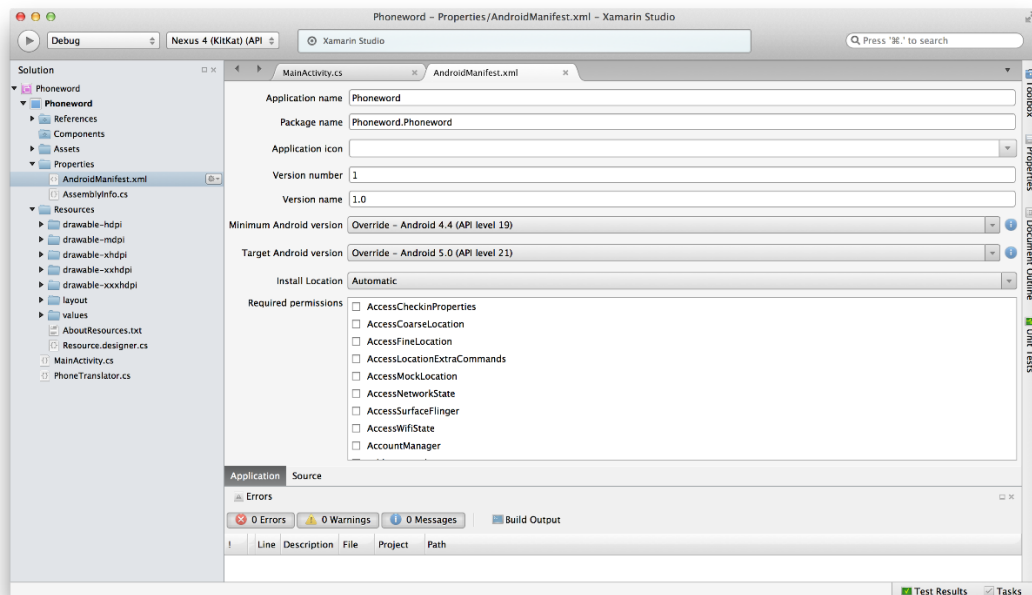 Phoneword – Properties/AndroidManifest.xml – Xamarin Studio
Debug
Nexus 4 (KitKat) (API
Xamarin Studio
Press '⌘.' to search
Solution
MainActivity.cs
AndroidManifest.xml
Phoneword
Phoneword
References
Components
Assets
Properties
AndroidManifest.xml
AssemblyInfo.cs
Resources
drawable-hdpi
drawable-mdpi
drawable-xhdpi
drawable-xxhdpi
drawable-xxxhdpi
layout
values
AboutResources.txt
Resource.designer.cs
MainActivity.cs
PhoneTranslator.cs
Application name Phoneword
Package name Phoneword.Phoneword
Application icon
Version number 1
Version name 1.0
Minimum Android version Override – Android 4.4 (API level 19)
Target Android version Override – Android 5.0 (API level 21)
Install Location Automatic
Required permissions
AccessCheckinProperties
AccessCoarseLocation
AccessFineLocation
AccessLocationExtraCommands
AccessMockLocation
AccessNetworkState
AccessSurfaceFlinger
AccessWifiState
AccountManager
Application Source
Errors
0 Errors 0 Warnings 0 Messages Build Output
! Line Description File Project Path
Toolbox
Properties
Document Outline
Unit Tests
Test Results Tasks